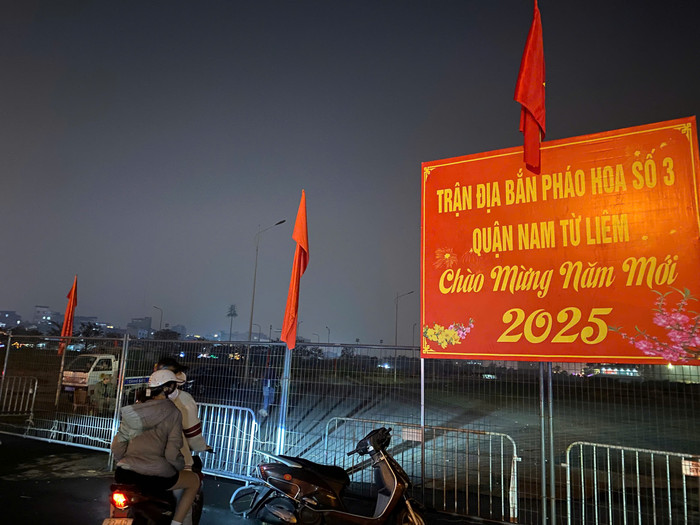 TRẬN ĐỊA BẮN PHÁO HOA SỐ 3
QUẬN NAM TỪ LIÊM
Chào Mừng Năm Mới
2025